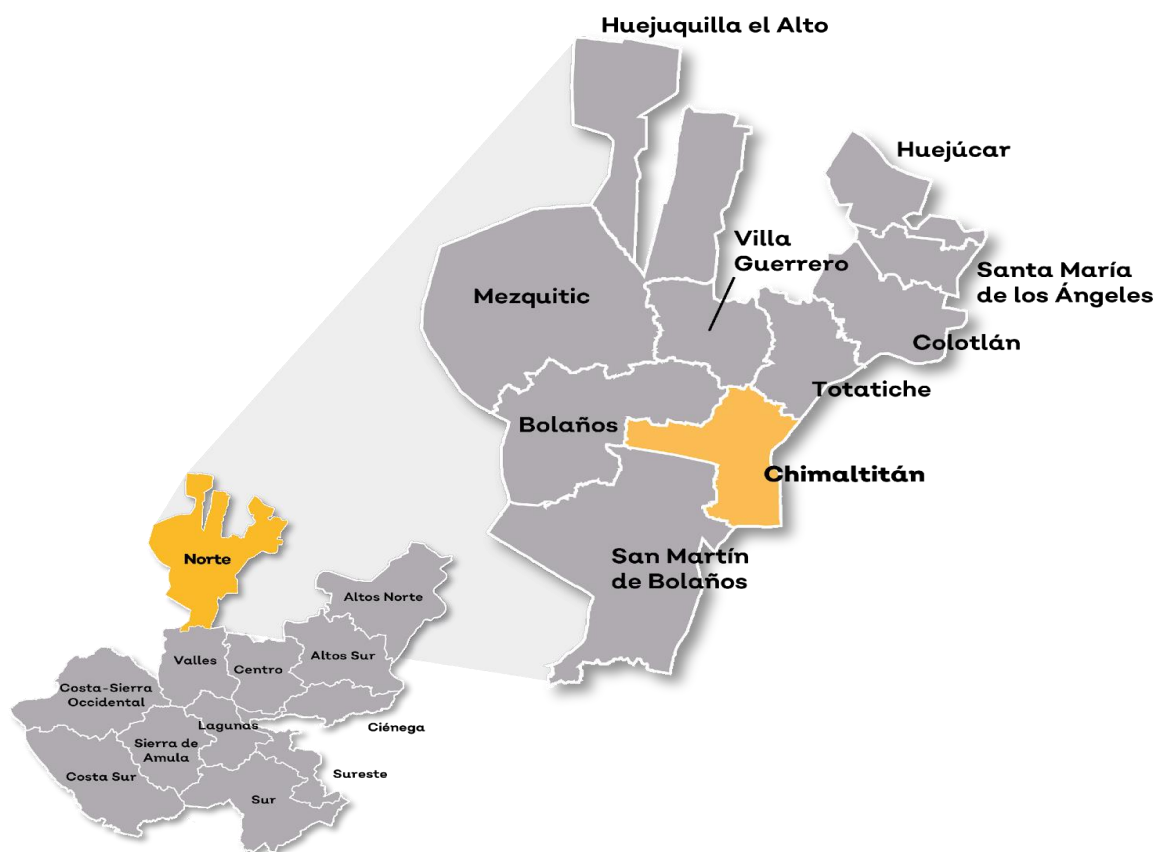 Huejuquilla el Alto
Huejúcar
Villa
Guerrero
Santa María
de los Ángeles
Mezquitic
Colotlán
Totatiche
Bolaños
Chimaltitán
San Martín
de Bolaños
Norte
Altos Norte
Valles
Centro
Altos Sur
Costa-Sierra
Occidental
Lagunas
Ciénega
Sierra de
Amula
Costa Sur
Sureste
Sur